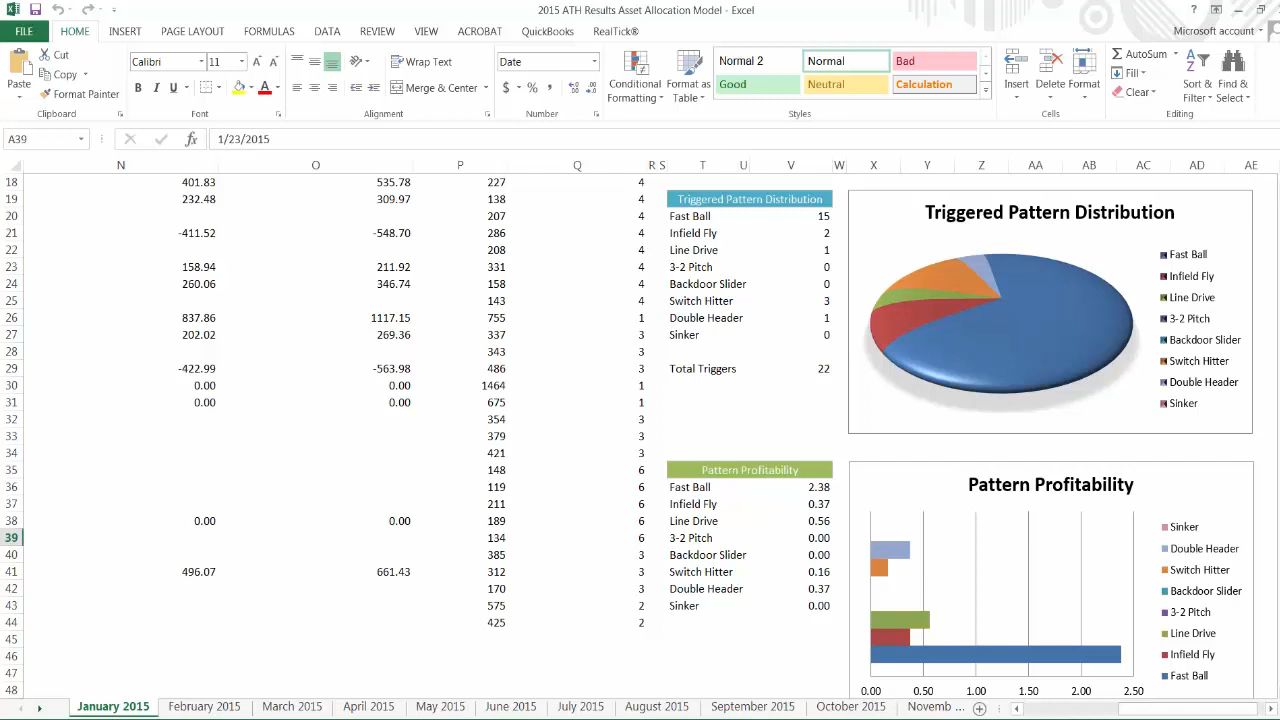 2015 ATH Results Asset Allocation Model - Excel
FILE HOME INSERT PAGE LAYOUT FORMULAS DATA REVIEW VIEW ACROBAT QuickBooks RealTick® Microsoft account
Paste Cut Copy Format Painter
Calibri 11
B I U A
Wrap Text
Merge & Center
Date
$ % ,
Conditional Formatting
Format as Table
Normal 2 Normal Bad
Good Neutral Calculation
Insert Delete Format
AutoSum
Fill
Clear
Sort & Filter
Find & Select
Clipboard Font Alignment Number Styles Cells Editing
A39 fx 1/23/2015
N O P Q R S T U V W X Y Z AA AB AC AD AE
18 401.83 535.78 227 4
19 232.48 309.97 138 4 Triggered Pattern Distribution
20 207 4 Fast Ball 15
21 -411.52 -548.70 286 4 Infield Fly 2
22 208 4 Line Drive 1
23 158.94 211.92 331 4 3-2 Pitch 0
24 260.06 346.74 158 4 Backdoor Slider 0
25 143 4 Switch Hitter 3
26 837.86 1117.15 755 1 Double Header 1
27 202.02 269.36 337 3 Sinker 0
28 343 3
29 -422.99 -563.98 486 3 Total Triggers 22
30 0.00 0.00 1464 1
31 0.00 0.00 675 1
32 354 3
33 379 3
34 421 3
35 148 6 Pattern Profitability
36 119 6 Fast Ball 2.38
37 211 6 Infield Fly 0.37
38 0.00 0.00 189 6 Line Drive 0.56
39 134 6 3-2 Pitch 0.00
40 385 3 Backdoor Slider 0.00
41 496.07 661.43 312 3 Switch Hitter 0.16
42 170 3 Double Header 0.37
43 575 2 Sinker 0.00
44 425 2
45
46
47
48
Triggered Pattern Distribution
Fast Ball
Infield Fly
Line Drive
3-2 Pitch
Backdoor Slider
Switch Hitter
Double Header
Sinker
Pattern Profitability
Sinker
Double Header
Switch Hitter
Backdoor Slider
3-2 Pitch
Line Drive
Infield Fly
Fast Ball
0.00 0.50 1.00 1.50 2.00 2.50
January 2015 February 2015 March 2015 April 2015 May 2015 June 2015 July 2015 August 2015 September 2015 October 2015 Novemb ...